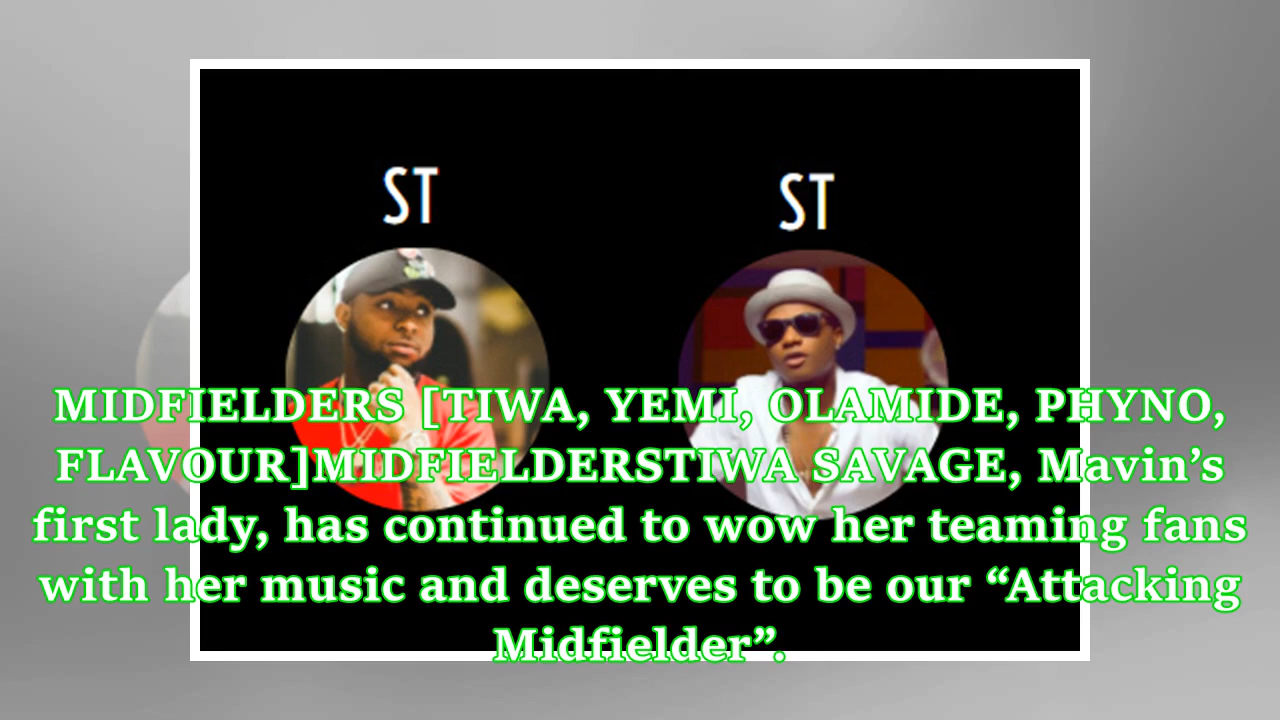 ST
ST
MIDFIELDERS [TIWA, YEMI, OLAMIDE, PHYNO,
FLAVOUR]MIDFIELDERSTIWA SAVAGE, Mavin’s
first lady, has continued to wow her teaming fans
with her music and deserves to be our “Attacking
Midfielder”.